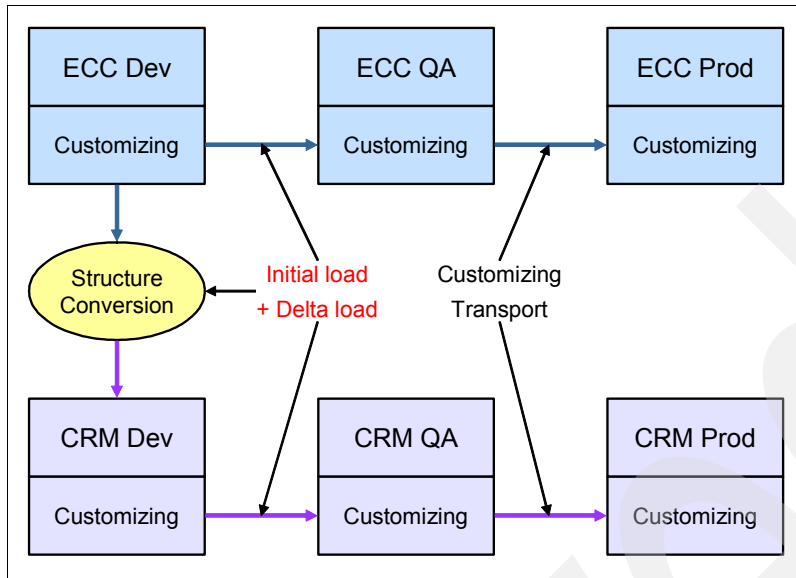 ECC Dev
ECC QA
ECC Prod
Customizing
Customizing
Customizing
Structure
Conversion
Initial load
+ Delta load
Customizing
Transport
CRM Dev
CRM QA
CRM Prod
Customizing
Customizing
Customizing